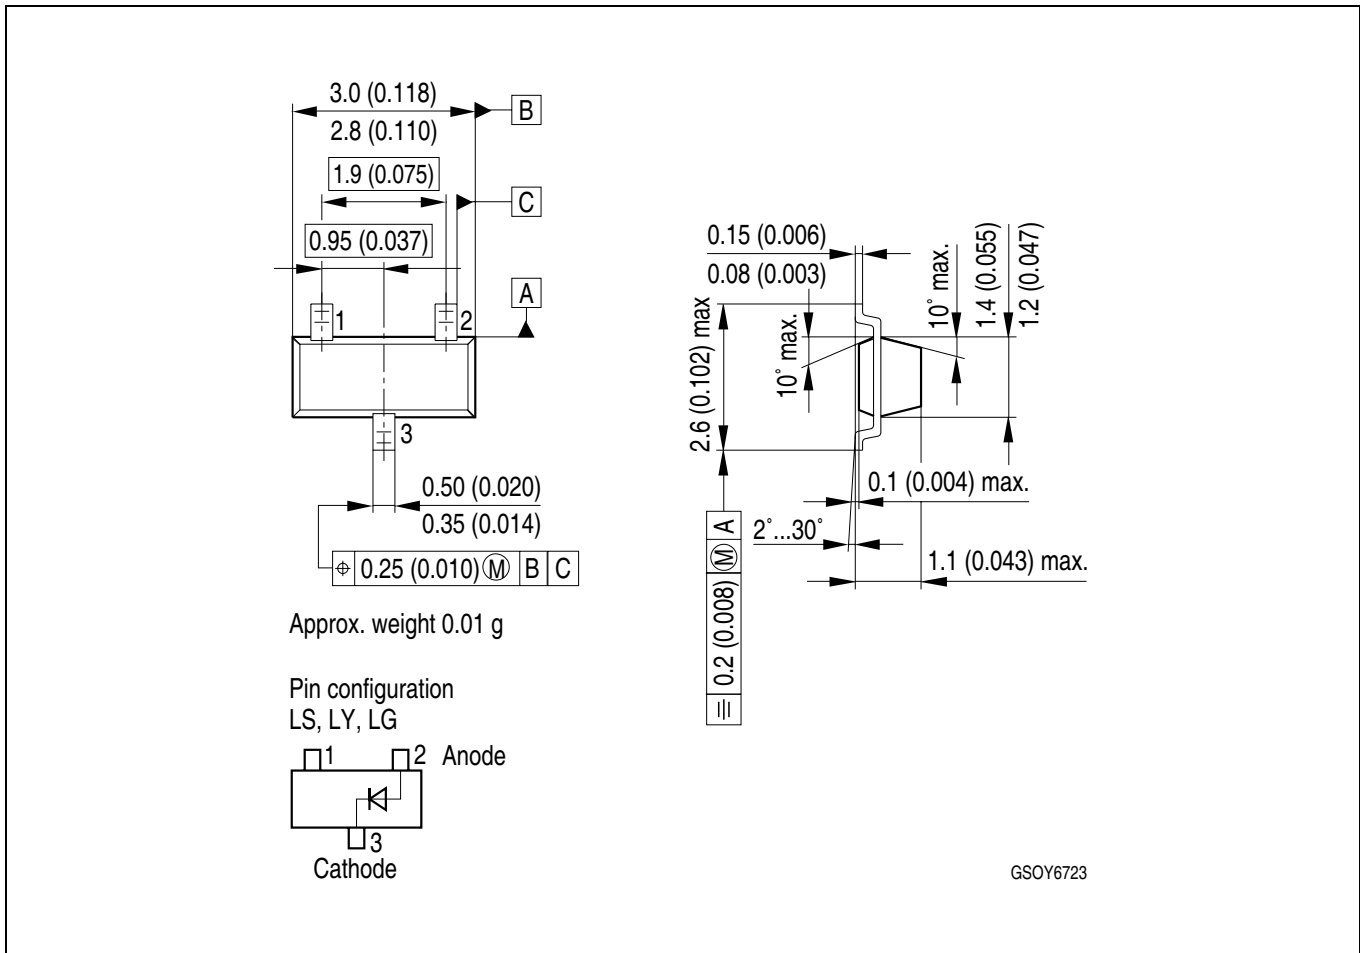 3.0 (0.118)
2.8 (0.110)
B
1.9 (0.075)
C
0.95 (0.037)
A
1
2
3
0.50 (0.020)
0.35 (0.014)
⌖ 0.25 (0.010) Ⓜ B C
0.15 (0.006)
0.08 (0.003)
2.6 (0.102) max
10° max.
10° max.
1.4 (0.055)
1.2 (0.047)
0.1 (0.004) max.
2°...30°
1.1 (0.043) max.
⌯ 0.2 (0.008) Ⓜ A
Approx. weight 0.01 g
Pin configuration
LS, LY, LG
1
2 Anode
3
Cathode
GSOY6723